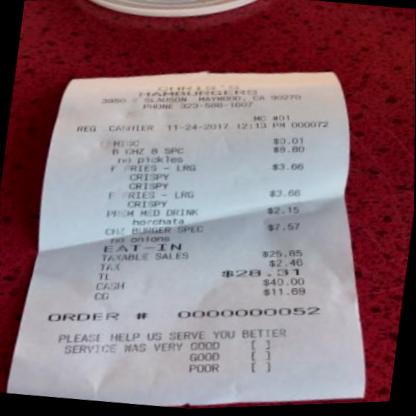 CHRIS'S
HAMBURGERS
3950 E SLAUSON MAYWOOD, CA 90270
PHONE 323-588-1007
MC #01
REG CASHIER 11-24-2017 12:13 PM 000072
MISC $3.01
B CHZ B SPC $8.80
no pickles
F FRIES - LRG $3.66
CRISPY
CRISPY
F FRIES - LRG $3.66
CRISPY
PREM MED DRINK $2.15
horchata
CHZ BURGER SPEC $7.57
no onions
EAT-IN
TAXABLE SALES $25.85
TAX $2.46
TL $28.31
CASH $40.00
CG $11.69
ORDER # 0000000052
PLEASE HELP US SERVE YOU BETTER
SERVICE WAS VERY GOOD [ ]
GOOD [ ]
POOR [ ]